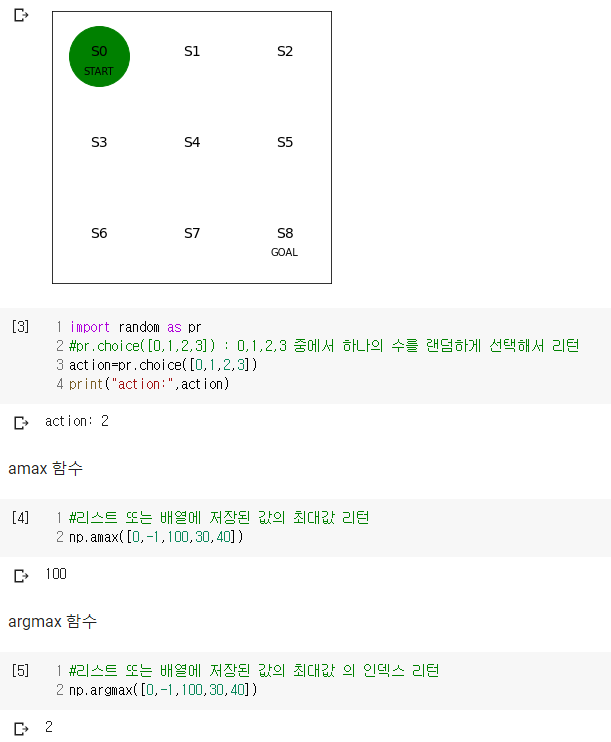 S0 S1 S2
START
S3 S4 S5
S6 S7 S8
GOAL
[3] 1 import random as pr
2 #pr.choice([0,1,2,3]) : 0,1,2,3 중에서 하나의 수를 랜덤하게 선택해서 리턴
3 action=pr.choice([0,1,2,3])
4 print("action:",action)
action: 2
amax 함수
[4] 1 #리스트 또는 배열에 저장된 값의 최대값 리턴
2 np.amax([0,-1,100,30,40])
100
argmax 함수
[5] 1 #리스트 또는 배열에 저장된 값의 최대값 의 인덱스 리턴
2 np.argmax([0,-1,100,30,40])
2